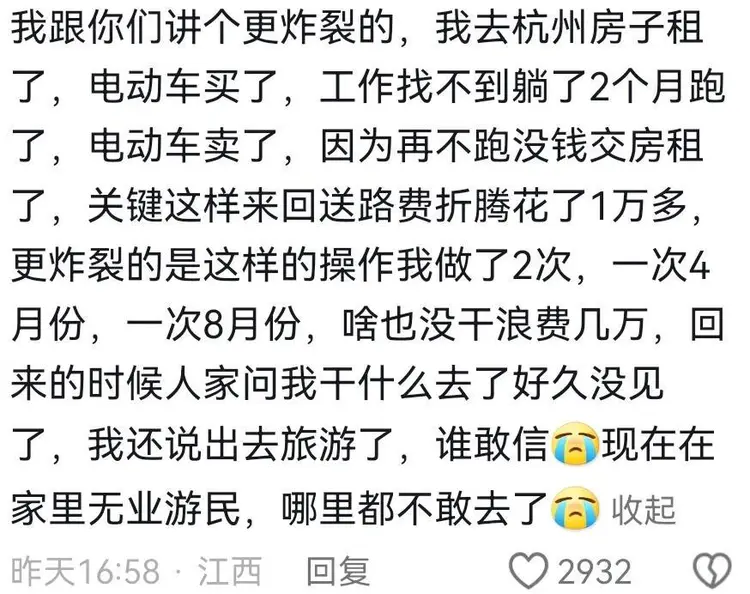 我跟你们讲个更炸裂的，我去杭州房子租
了，电动车买了，工作找不到躺了2个月跑
了，电动车卖了，因为再不跑没钱交房租
了，关键这样来回送路费折腾花了1万多，
更炸裂的是这样的操作我做了2次，一次4
月份，一次8月份，啥也没干浪费几万，回
来的时候人家问我干什么去了好久没见
了，我还说出去旅游了，谁敢信😭现在在
家里无业游民，哪里都不敢去了😭 收起
昨天16:58 · 江西 回复 2932